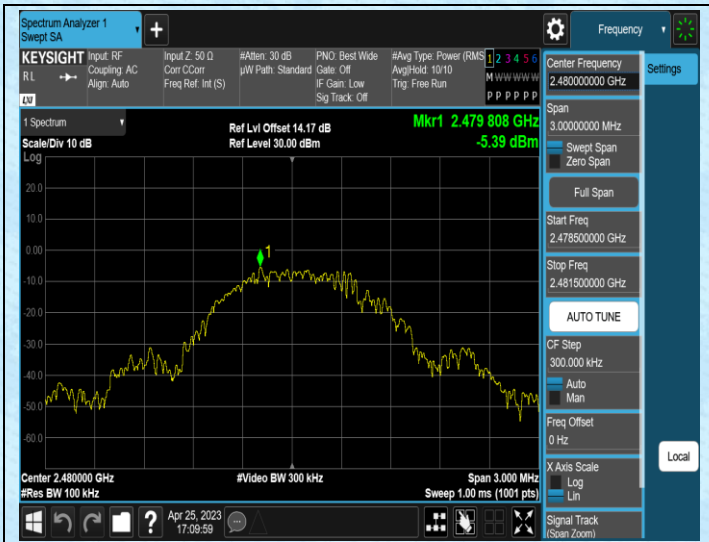 Spectrum Analyzer 1
Swept SA
+
Frequency
KEYSIGHT
RL
LXI
Input: RF
Coupling: AC
Align: Auto
Input Z: 50 Ω
Corr CCorr
Freq Ref: Int (S)
#Atten: 30 dB
µW Path: Standard
PNO: Best Wide
Gate: Off
IF Gain: Low
Sig Track: Off
#Avg Type: Power (RMS
Avg|Hold: 10/10
Trig: Free Run
1 2 3 4 5 6
M W W W W W
P P P P P P
1 Spectrum
Scale/Div 10 dB
Log
Ref Lvl Offset 14.17 dB
Ref Level 30.00 dBm
Mkr1 2.479 808 GHz
-5.39 dBm
20.0
10.0
0.00
-10.0
-20.0
-30.0
-40.0
-50.0
-60.0
1
Center 2.480000 GHz
#Res BW 100 kHz
#Video BW 300 kHz
Span 3.000 MHz
Sweep 1.00 ms (1001 pts)
?
Apr 25, 2023
17:09:59
Center Frequency
2.480000000 GHz
Span
3.00000000 MHz
Swept Span
Zero Span
Full Span
Start Freq
2.478500000 GHz
Stop Freq
2.481500000 GHz
AUTO TUNE
CF Step
300.000 kHz
Auto
Man
Freq Offset
0 Hz
X Axis Scale
Log
Lin
Signal Track
(Span Zoom)
Settings
Local